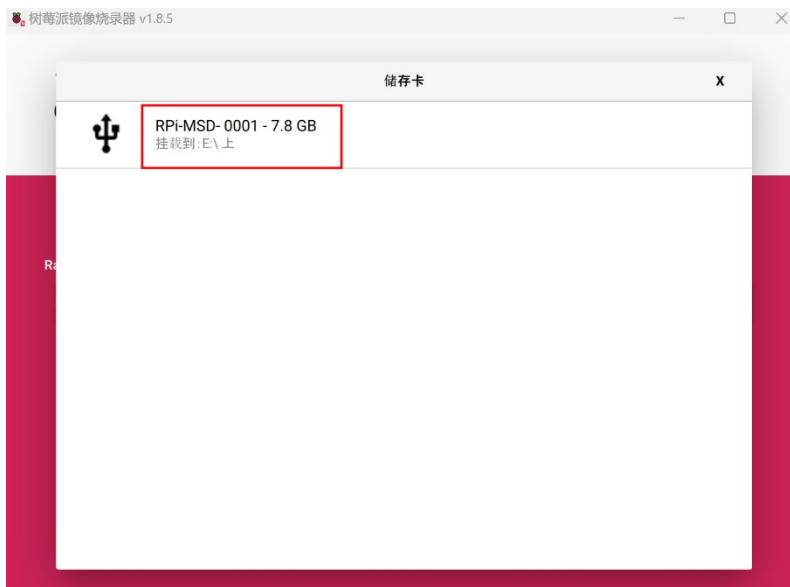 树莓派镜像烧录器 v1.8.5
储存卡
X
RPi-MSD- 0001 - 7.8 GB
挂载到:E:\ 上
Ra